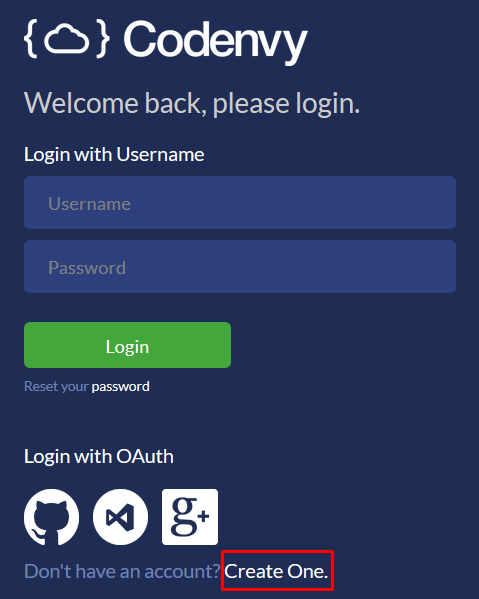 { } Codenvy
Welcome back, please login.
Login with Username
Username
Password
Login
Reset your password
Login with OAuth
g+
Don't have an account? Create One.